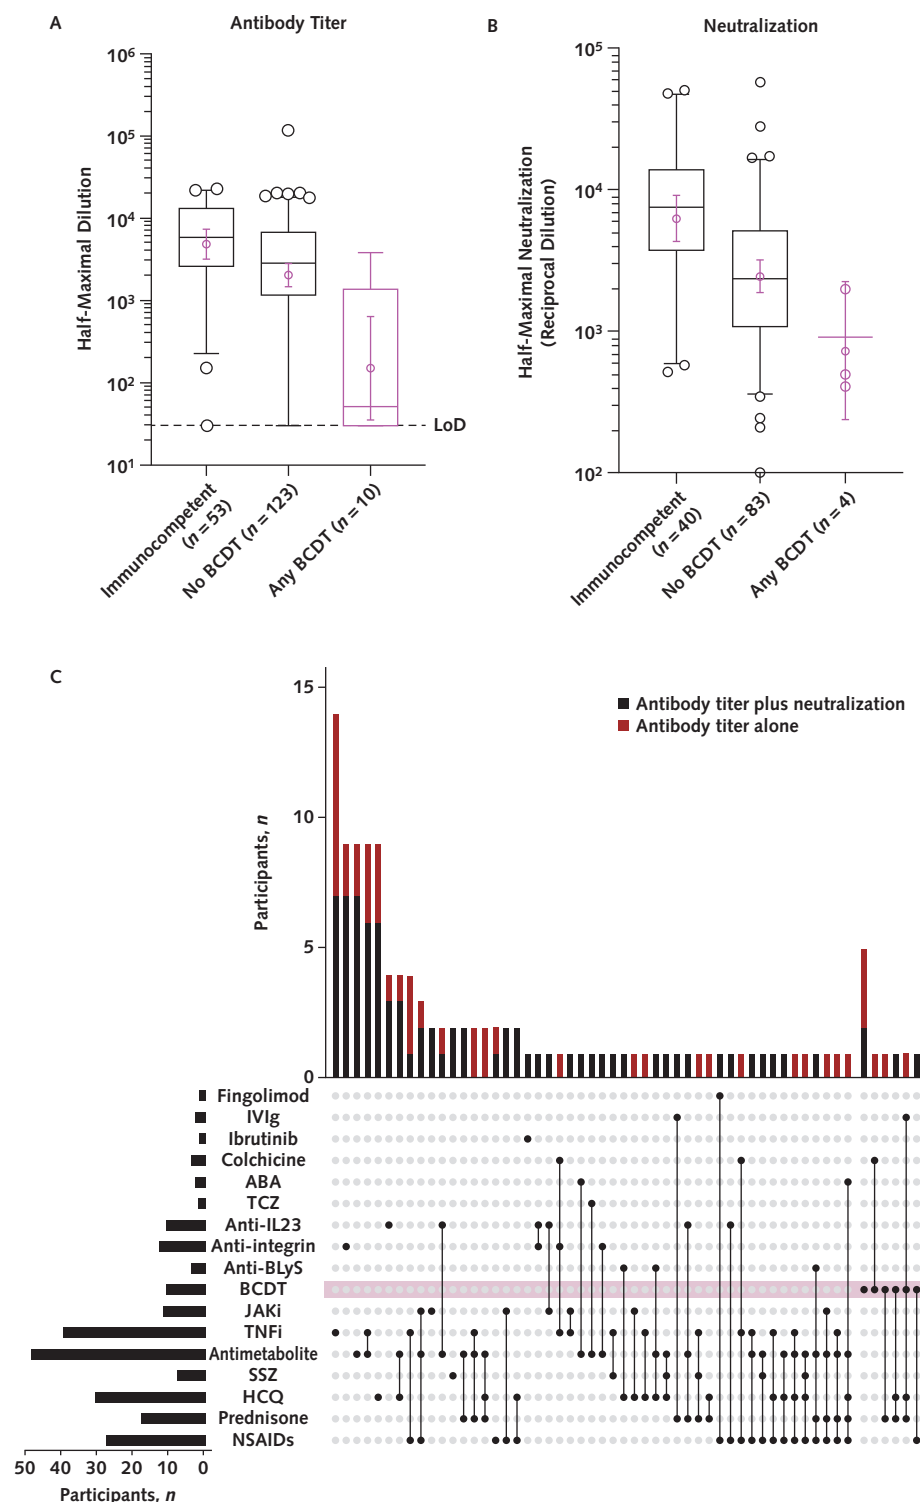 A
Antibody Titer
Half-Maximal Dilution
10⁶
10⁵
10⁴
10³
10²
10¹
LoD
Immunocompetent
(n = 53)
No BCDT (n = 123)
Any BCDT (n = 10)
B
Neutralization
Half-Maximal Neutralization
(Reciprocal Dilution)
10⁵
10⁴
10³
10²
Immunocompetent
(n = 40)
No BCDT (n = 83)
Any BCDT (n = 4)
C
Participants, n
15
10
5
0
Antibody titer plus neutralization
Antibody titer alone
Fingolimod
IVIg
Ibrutinib
Colchicine
ABA
TCZ
Anti-IL23
Anti-integrin
Anti-BLyS
BCDT
JAKi
TNFi
Antimetabolite
SSZ
HCQ
Prednisone
NSAIDs
50 40 30 20 10 0
Participants, n